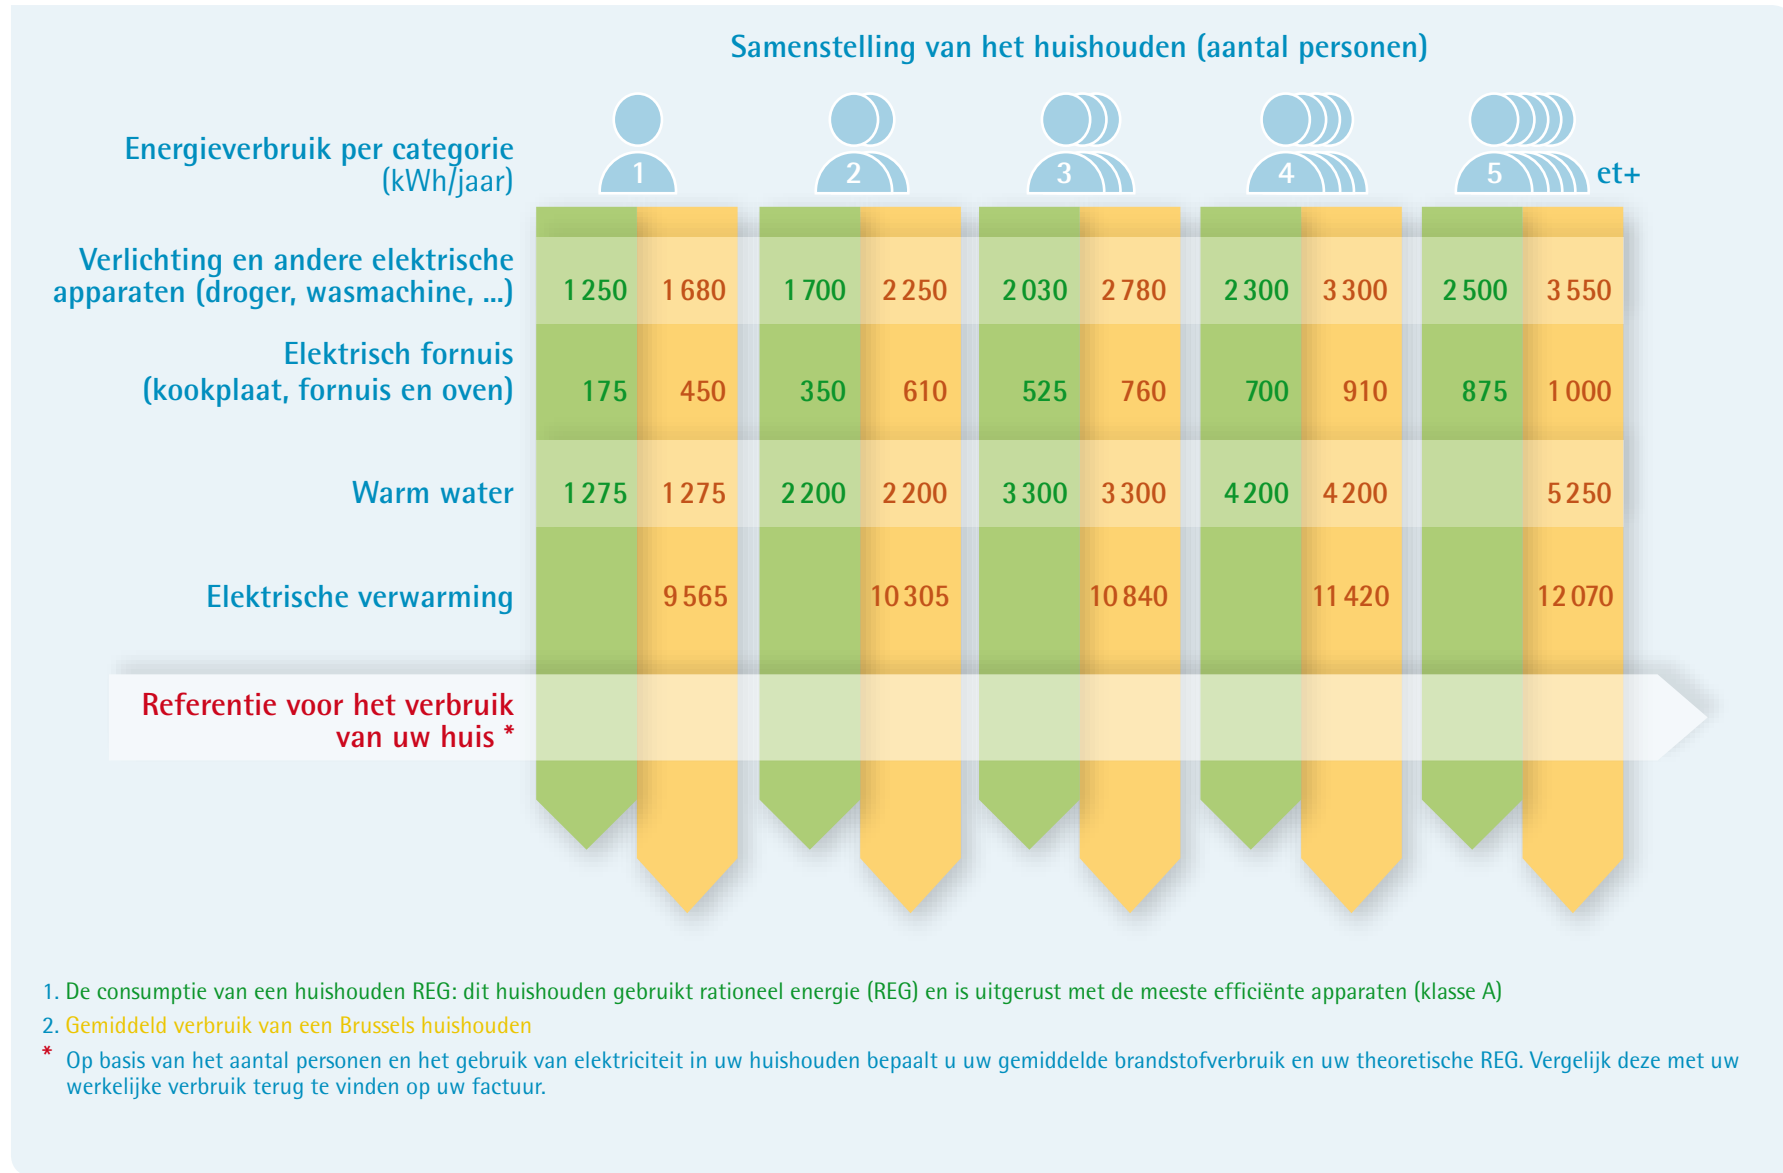 Samenstelling van het huishouden (aantal personen)
Energieverbruik per categorie
(kWh/jaar)
1 2 3 4 5 et+
Verlichting en andere elektrische
apparaten (droger, wasmachine, ...)
1 250 1 680 1 700 2 250 2 030 2 780 2 300 3 300 2 500 3 550
Elektrisch fornuis
(kookplaat, fornuis en oven)
175 450 350 610 525 760 700 910 875 1 000
Warm water
1 275 1 275 2 200 2 200 3 300 3 300 4 200 4 200 5 250
Elektrische verwarming
9 565 10 305 10 840 11 420 12 070
Referentie voor het verbruik
van uw huis *
1. De consumptie van een huishouden REG: dit huishouden gebruikt rationeel energie (REG) en is uitgerust met de meeste efficiënte apparaten (klasse A)
2. Gemiddeld verbruik van een Brussels huishouden
* Op basis van het aantal personen en het gebruik van elektriciteit in uw huishouden bepaalt u uw gemiddelde brandstofverbruik en uw theoretische REG. Vergelijk deze met uw
werkelijke verbruik terug te vinden op uw factuur.